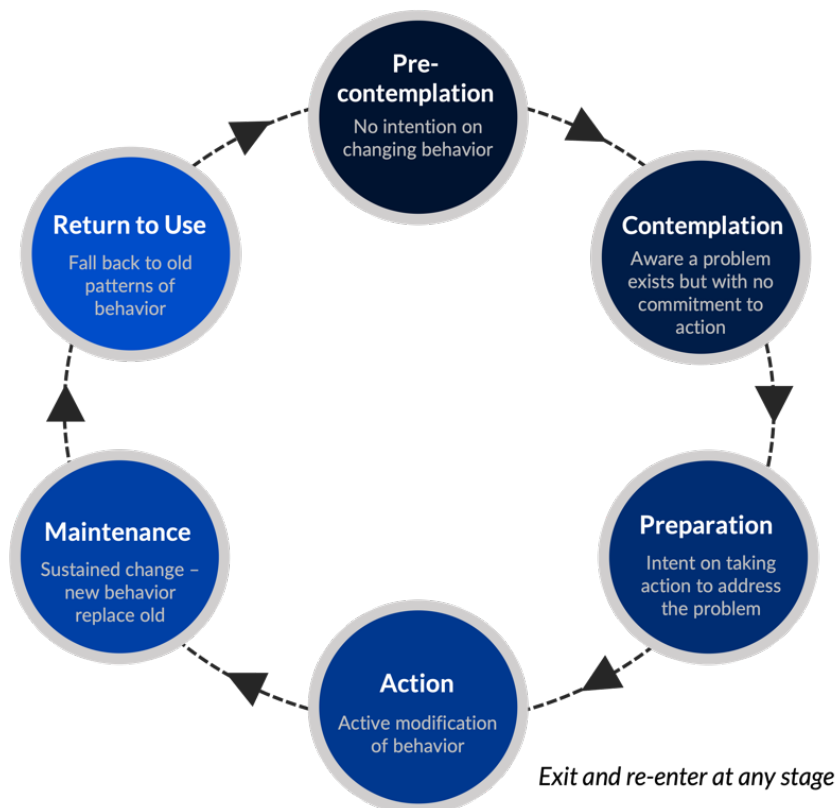 Pre-
contemplation
No intention on
changing behavior
Contemplation
Aware a problem
exists but with no
commitment to
action
Preparation
Intent on taking
action to address
the problem
Action
Active modification
of behavior
Maintenance
Sustained change –
new behavior
replace old
Return to Use
Fall back to old
patterns of
behavior
Exit and re-enter at any stage